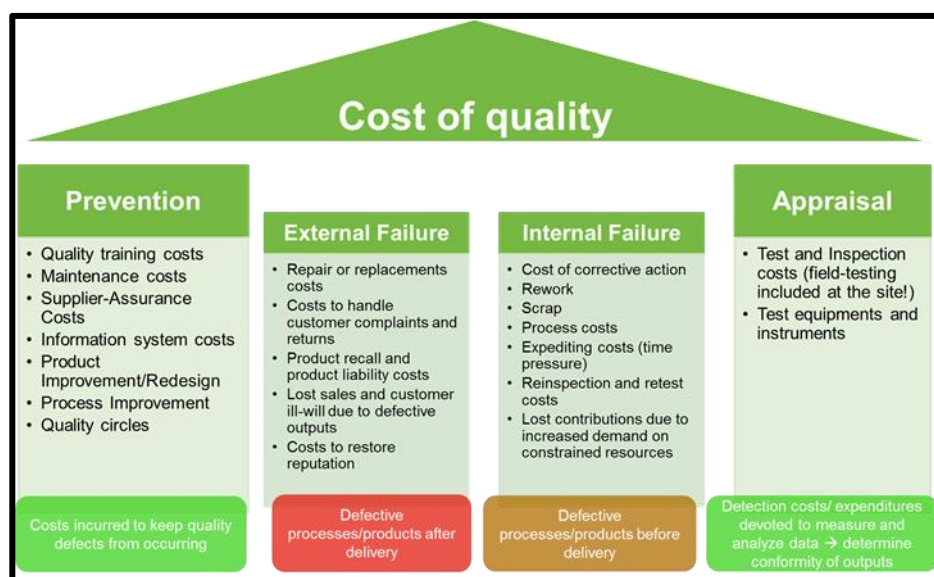 Cost of quality
Prevention
• Quality training costs
• Maintenance costs
• Supplier-Assurance
Costs
• Information system costs
• Product
Improvement/Redesign
• Process Improvement
• Quality circles
Costs incurred to keep quality
defects from occurring
External Failure
• Repair or replacements
costs
• Costs to handle
customer complaints and
returns
• Product recall and
product liability costs
• Lost sales and customer
ill-will due to defective
outputs
• Costs to restore
reputation
Defective
processes/products after
delivery
Internal Failure
• Cost of corrective action
• Rework
• Scrap
• Process costs
• Expediting costs (time
pressure)
• Reinspection and retest
costs
• Lost contributions due to
increased demand on
constrained resources
Defective
processes/products before
delivery
Appraisal
• Test and Inspection
costs (field-testing
included at the site!)
• Test equipments and
instruments
Detection costs/ expenditures
devoted to measure and
analyze data → determine
conformity of outputs